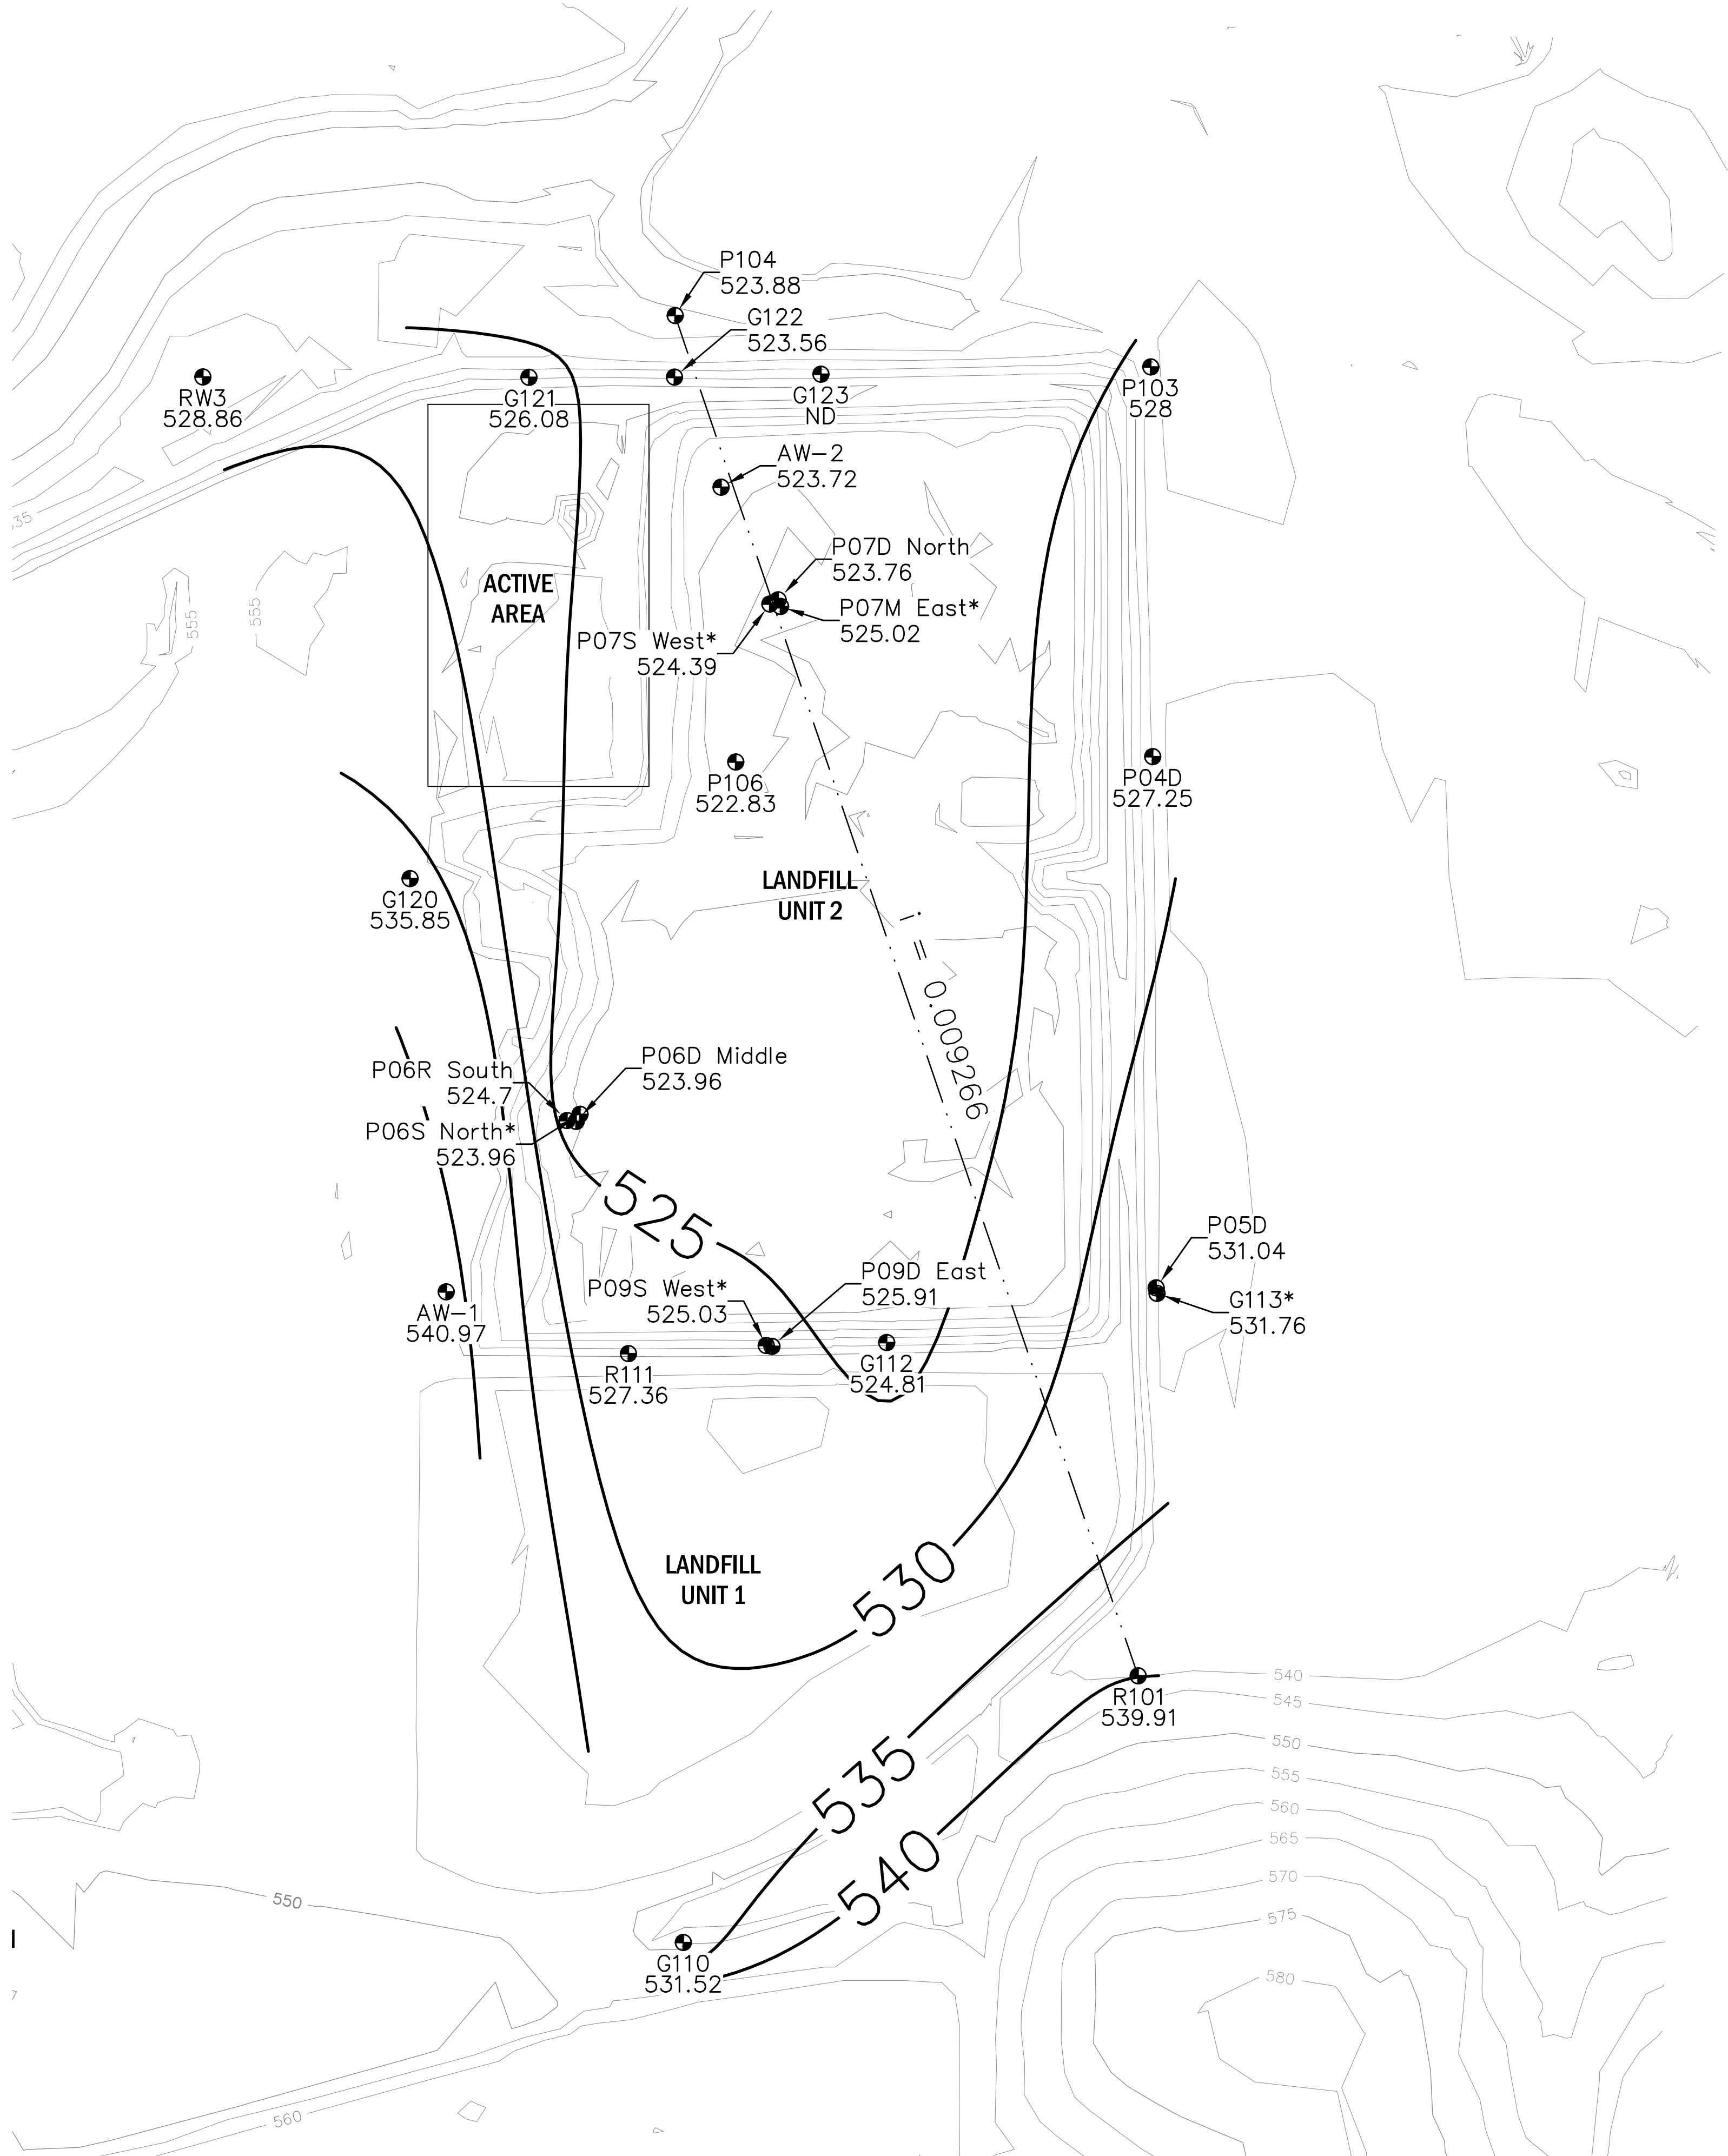 P104
523.88
G122
523.56
RW3
528.86
G121
526.08
G123
ND
P103
528
AW-2
523.72
35
555
555
ACTIVE
AREA
P07D North
523.76
P07M East*
525.02
P07S West*
524.39
P106
522.83
P04D
527.25
LANDFILL
UNIT 2
G120
535.85
i = 0.009266
P06D Middle
523.96
P06R South
524.7
P06S North*
523.96
525
P05D
531.04
G113*
531.76
P09D East
525.91
P09S West*
525.03
AW-1
540.97
R111
527.36
G112
524.81
LANDFILL
UNIT 1
530
R101
539.91
535
540
540
545
550
555
560
565
570
575
580
550
G110
531.52
560